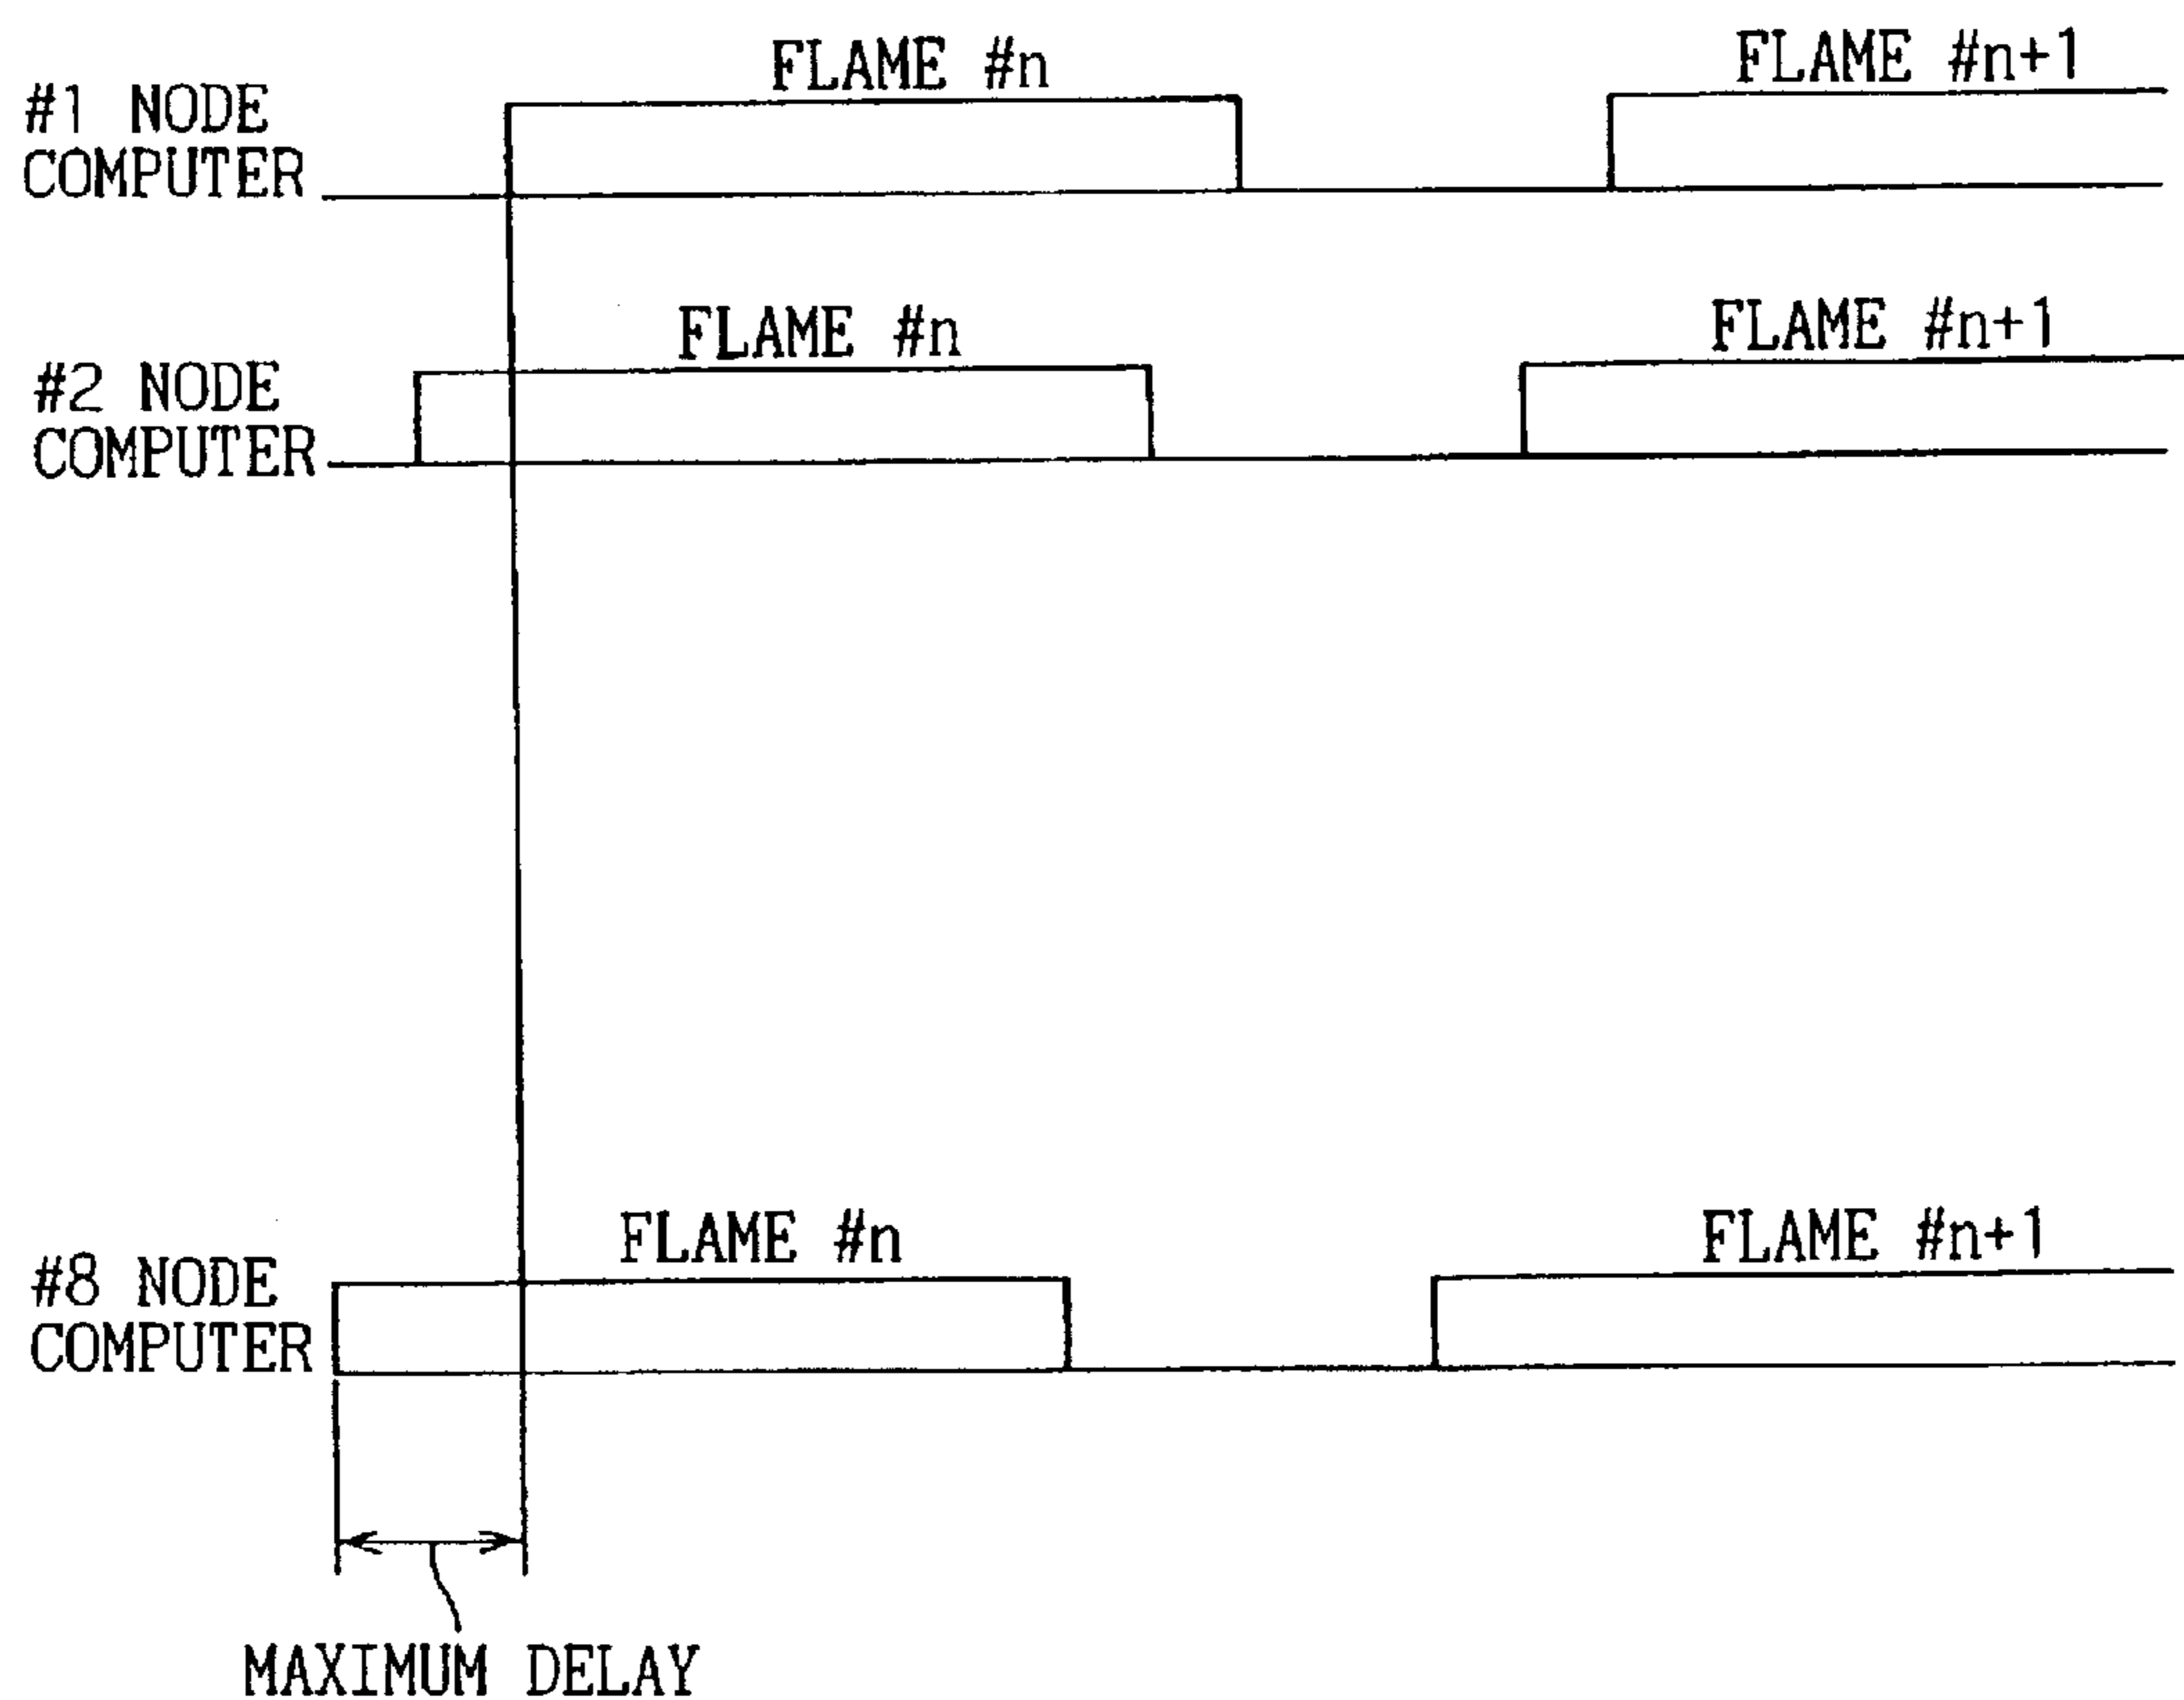 FLAME #n
FLAME #n+1
#1 NODE
COMPUTER
FLAME #n
FLAME #n+1
#2 NODE
COMPUTER
FLAME #n
FLAME #n+1
#8 NODE
COMPUTER
MAXIMUM DELAY